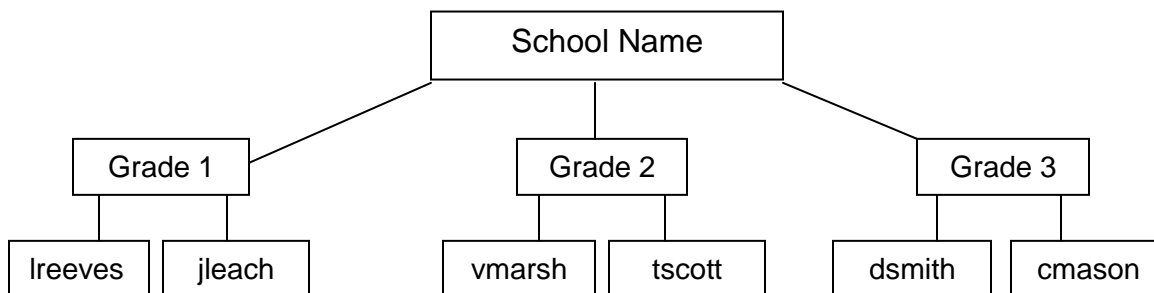 School Name
Grade 1
Grade 2
Grade 3
lreeves
jleach
vmarsh
tscott
dsmith
cmason